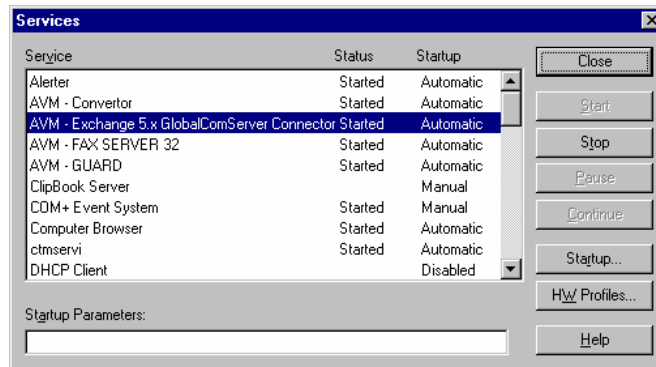 Services
Service Status Startup
Alerter Started Automatic
AVM - Convertor Started Automatic
AVM - Exchange 5.x GlobalComServer Connector Started Automatic
AVM - FAX SERVER 32 Started Automatic
AVM - GUARD Started Automatic
ClipBook Server Manual
COM+ Event System Started Manual
Computer Browser Started Automatic
ctmservi Started Automatic
DHCP Client Disabled
Startup Parameters:
Close
Start
Stop
Pause
Continue
Startup...
HW Profiles...
Help